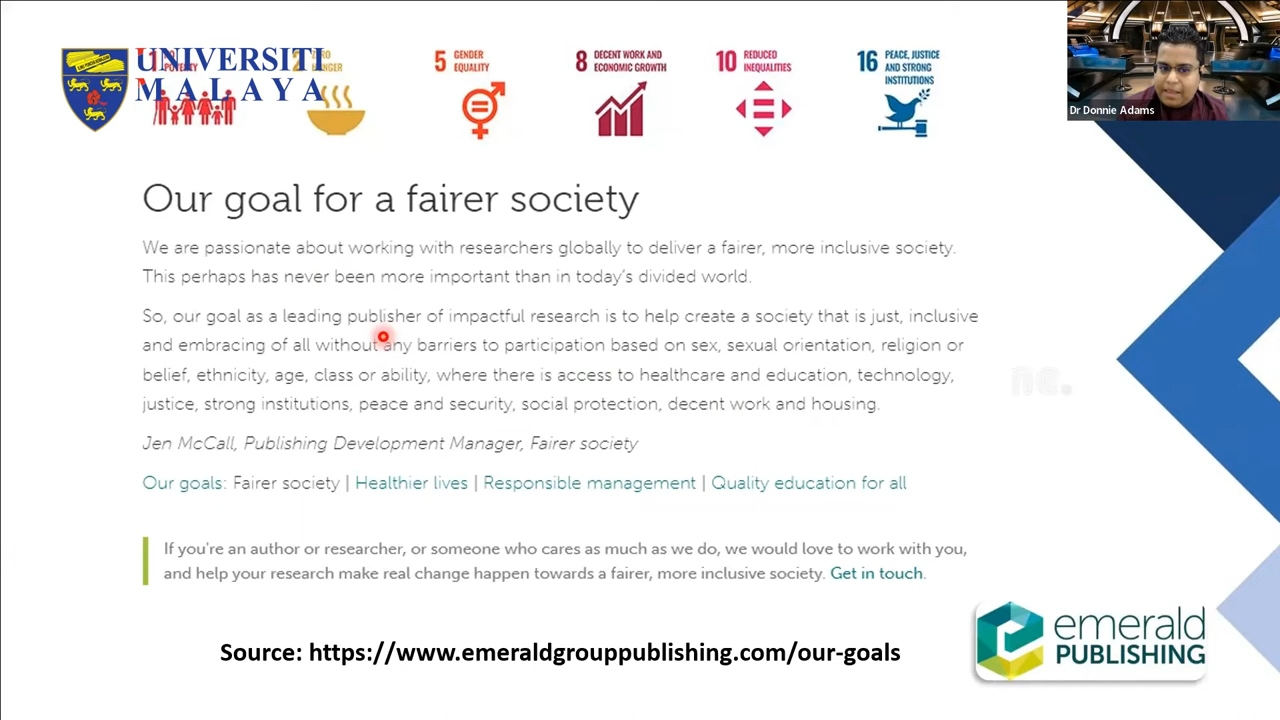 UNIVERSITI
MALAYA
5 GENDER
EQUALITY
8 DECENT WORK AND
ECONOMIC GROWTH
10 REDUCED
INEQUALITIES
16 PEACE, JUSTICE
AND STRONG
INSTITUTIONS
Dr Donnie Adams
Our goal for a fairer society
We are passionate about working with researchers globally to deliver a fairer, more inclusive society.
This perhaps has never been more important than in today's divided world.
So, our goal as a leading publisher of impactful research is to help create a society that is just, inclusive
and embracing of all without any barriers to participation based on sex, sexual orientation, religion or
belief, ethnicity, age, class or ability, where there is access to healthcare and education, technology,
justice, strong institutions, peace and security, social protection, decent work and housing.
Jen McCall, Publishing Development Manager, Fairer society
Our goals: Fairer society | Healthier lives | Responsible management | Quality education for all
If you're an author or researcher, or someone who cares as much as we do, we would love to work with you,
and help your research make real change happen towards a fairer, more inclusive society. Get in touch.
Source: https://www.emeraldgrouppublishing.com/our-goals
emerald
PUBLISHING